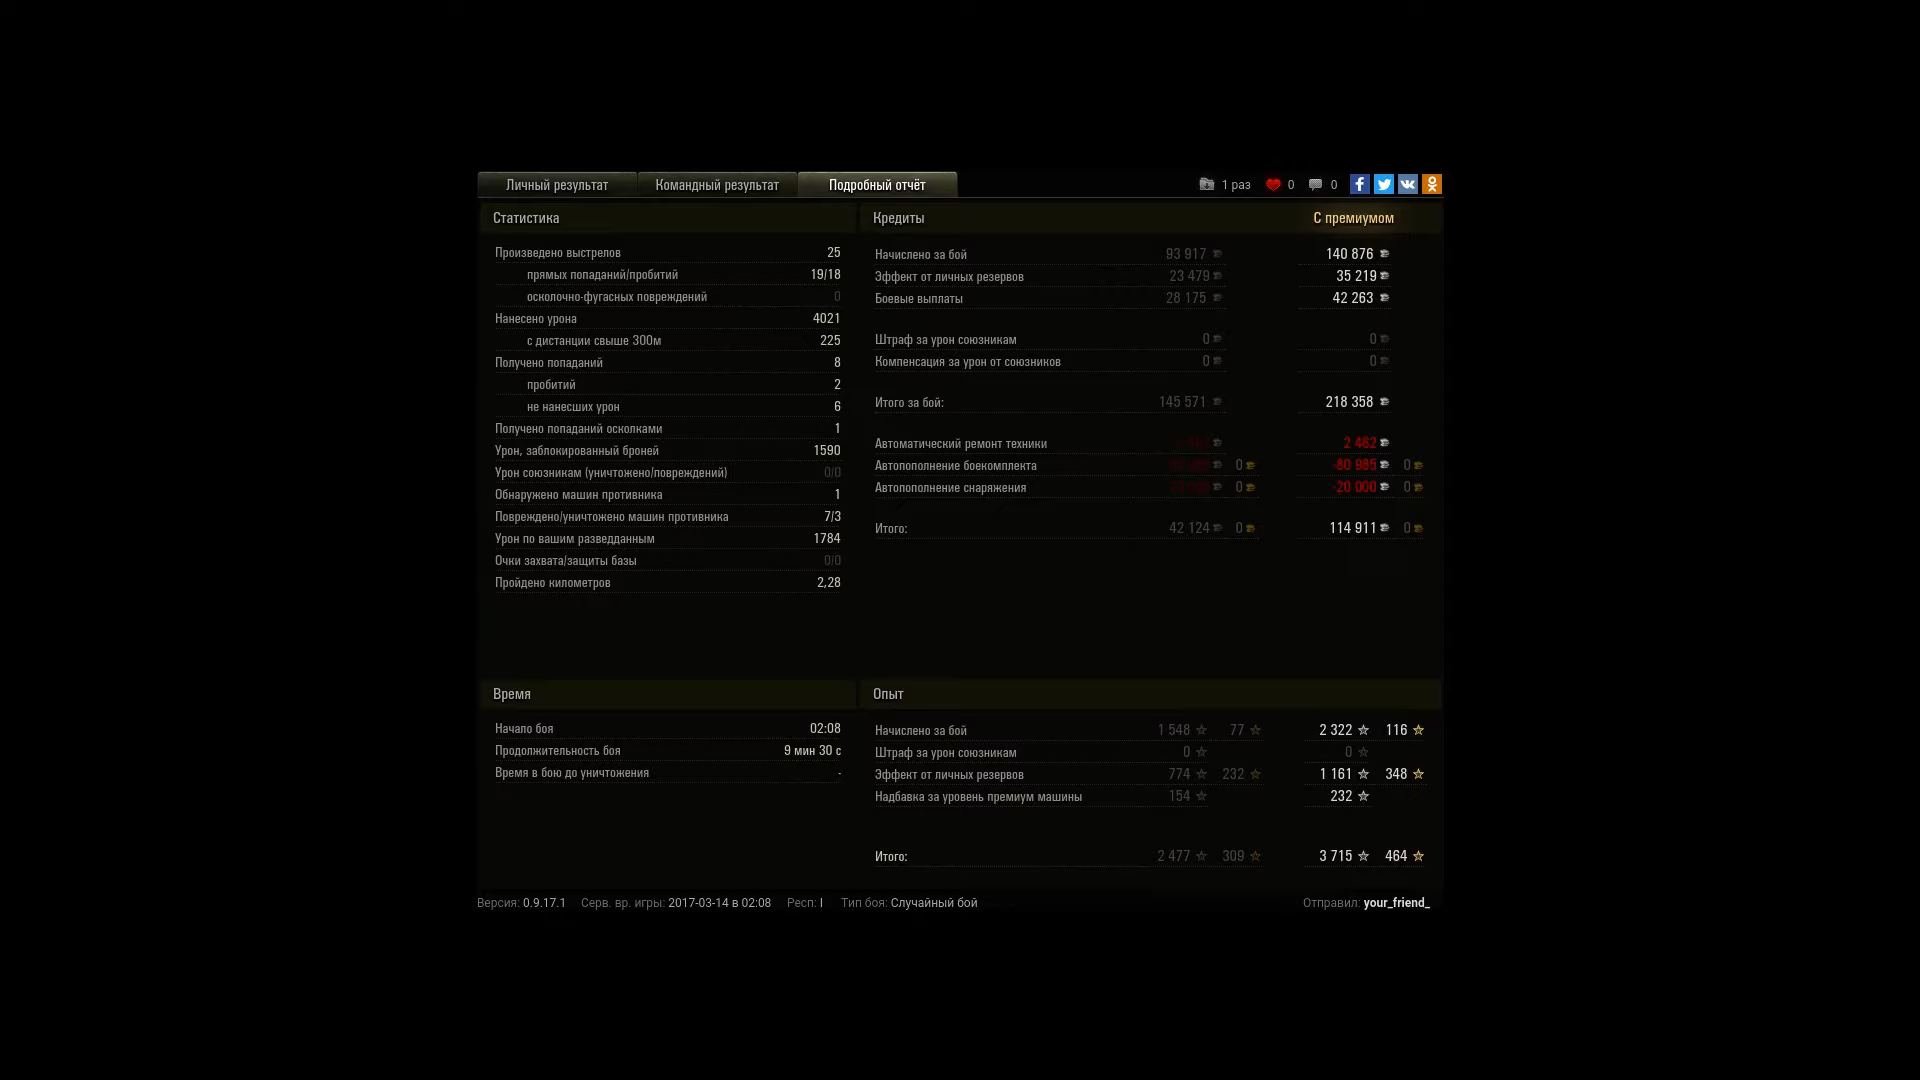 Личный результат Командный результат Подробный отчёт 1 раз 0 0
Статистика
Произведено выстрелов 25
прямых попаданий/пробитий 19/18
осколочно-фугасных повреждений 0
Нанесено урона 4021
с дистанции свыше 300м 225
Получено попаданий 8
пробитий 2
не нанесших урон 6
Получено попаданий осколками 1
Урон, заблокированный броней 1590
Урон союзникам (уничтожено/повреждений) 0/0
Обнаружено машин противника 1
Повреждено/уничтожено машин противника 7/3
Урон по вашим разведданным 1784
Очки захвата/защиты базы 0/0
Пройдено километров 2,28
Кредиты С премиумом
Начислено за бой 93 917 140 876
Эффект от личных резервов 23 479 35 219
Боевые выплаты 28 175 42 263
Штраф за урон союзникам 0 0
Компенсация за урон от союзников 0 0
Итого за бой: 145 571 218 358
Автоматический ремонт техники 2 462
Автопополнение боекомплекта 0 -80 985 0
Автопополнение снаряжения 0 -20 000 0
Итого: 42 124 0 114 911 0
Время
Начало боя 02:08
Продолжительность боя 9 мин 30 с
Время в бою до уничтожения -
Опыт
Начислено за бой 1 548 77 2 322 116
Штраф за урон союзникам 0 0
Эффект от личных резервов 774 232 1 161 348
Надбавка за уровень премиум машины 154 232
Итого: 2 477 309 3 715 464
Версия: 0.9.17.1 Серв. вр. игры: 2017-03-14 в 02:08 Респ: I Тип боя: Случайный бой Отправил: your_friend_